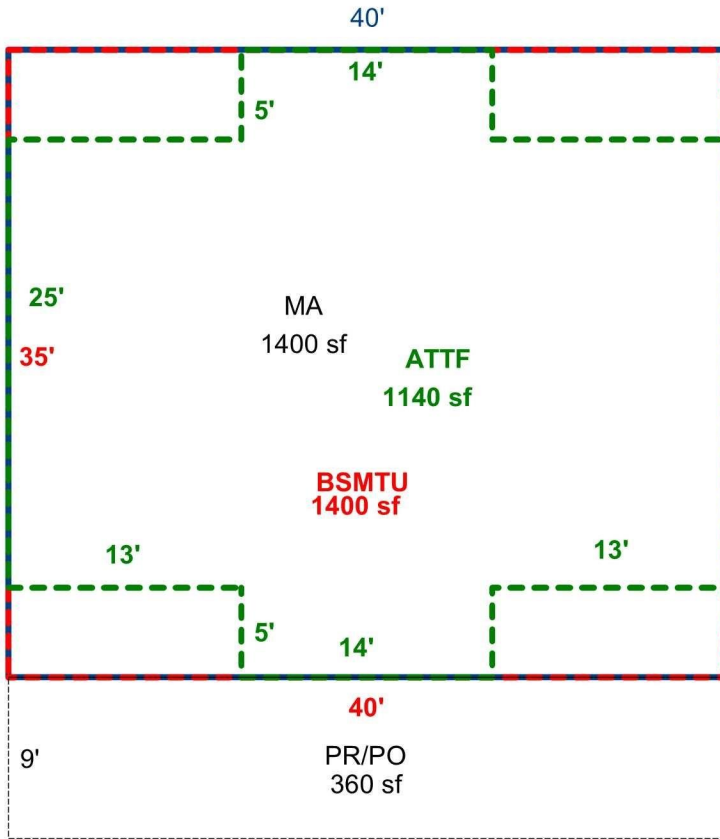 40'
14'
5'
25'
MA
1400 sf
35'
ATTF
1140 sf
BSMTU
1400 sf
13'
13'
5'
14'
40'
9'
PR/PO
360 sf